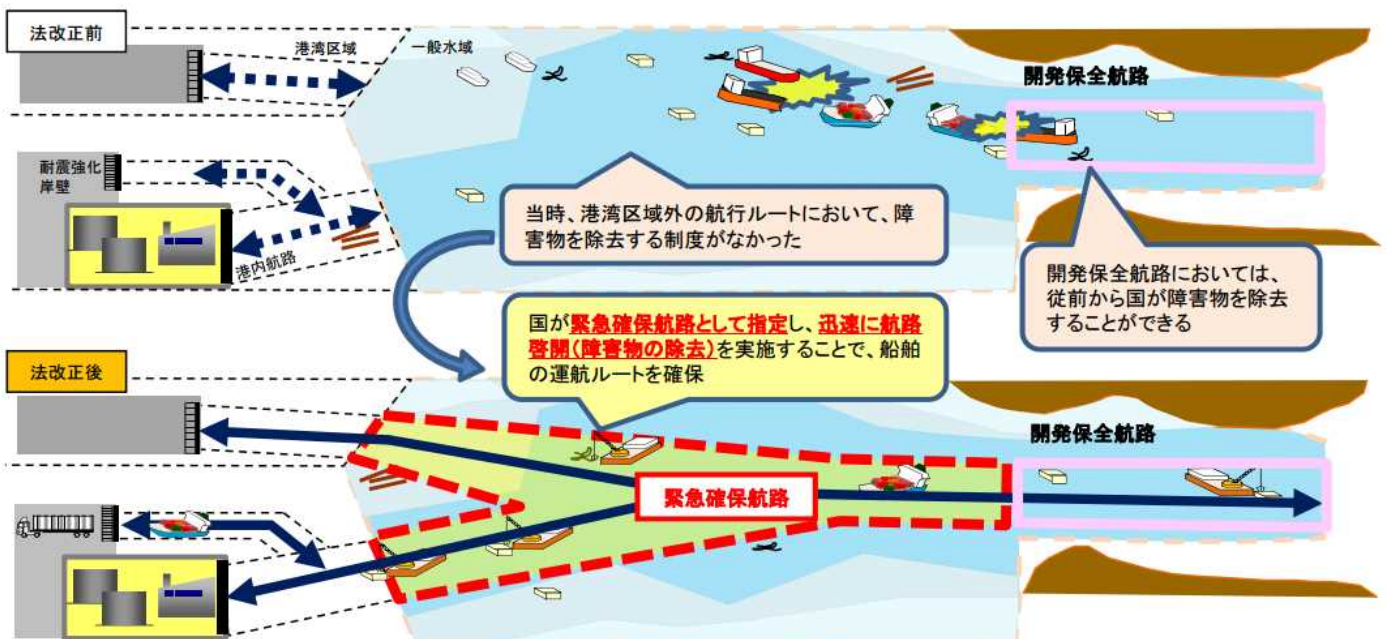 法改正前
港湾区域
一般水域
開発保全航路
耐震強化
岸壁
港内航路
当時、港湾区域外の航行ルートにおいて、障
害物を除去する制度がなかった
開発保全航路においては、
従前から国が障害物を除去
することができる
国が緊急確保航路として指定し、迅速に航路
啓開(障害物の除去)を実施することで、船舶
の運航ルートを確保
法改正後
開発保全航路
緊急確保航路